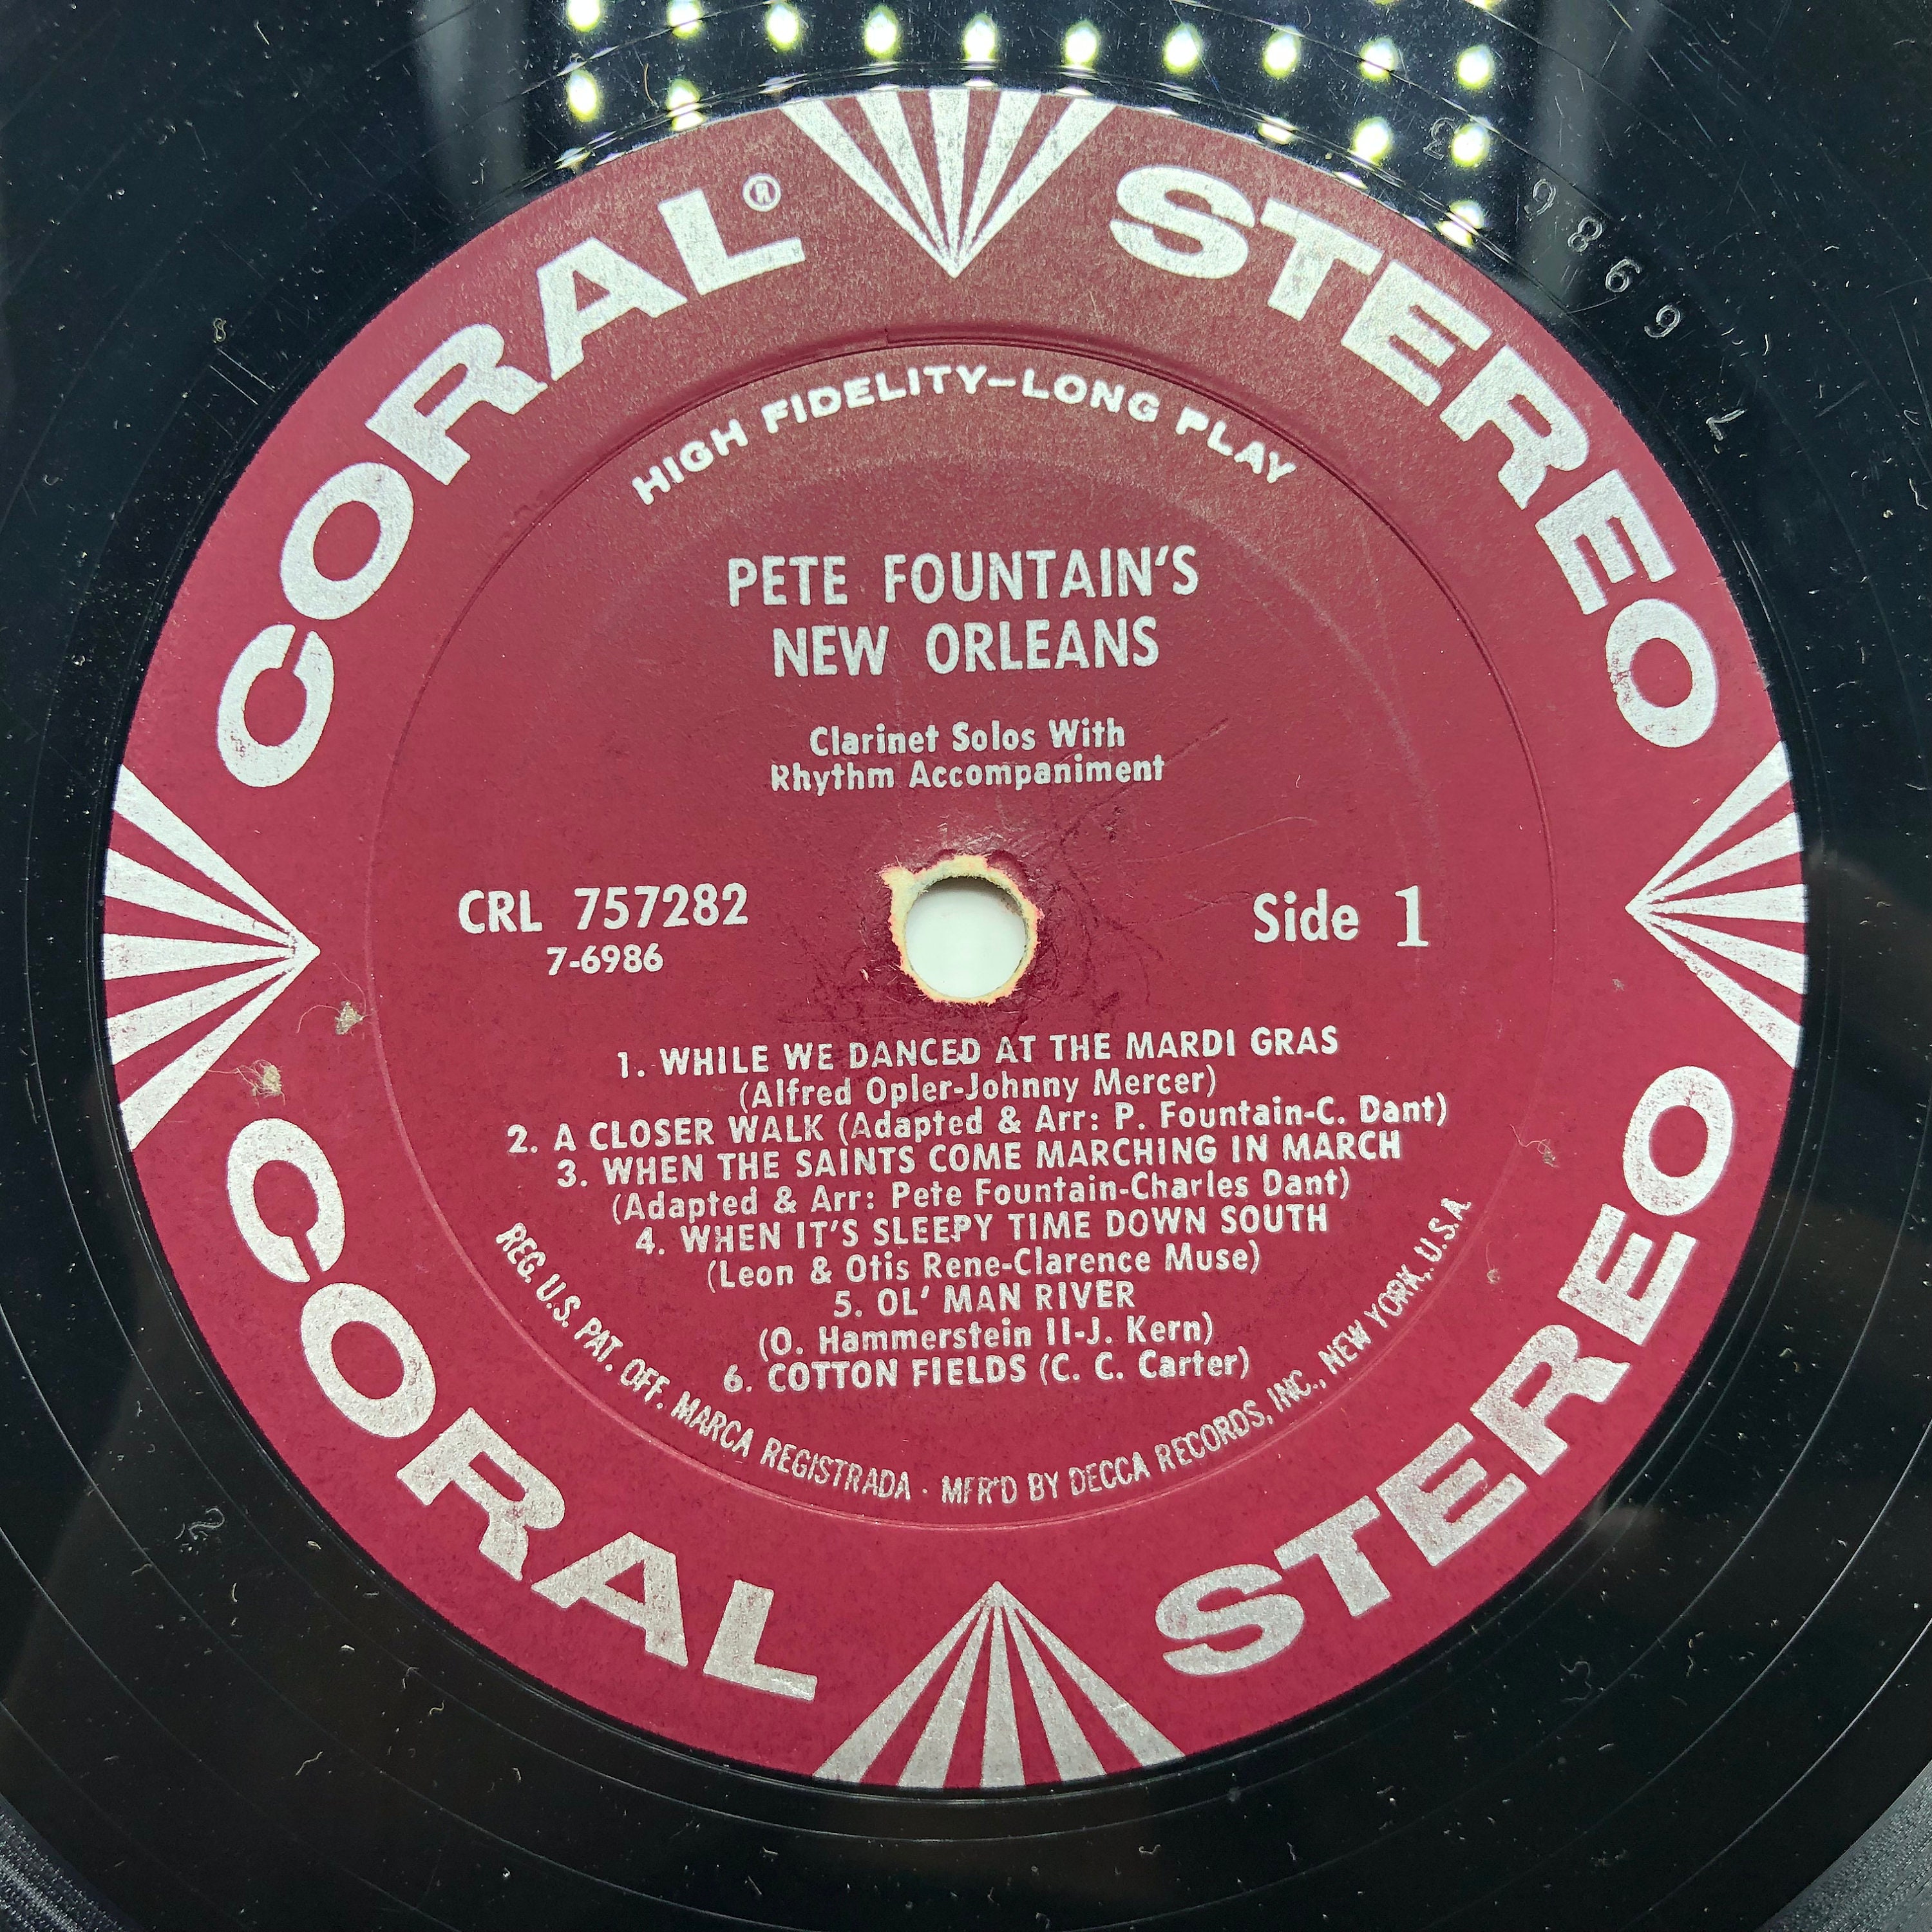 CORAL®
STEREO
HIGH FIDELITY—LONG PLAY
PETE FOUNTAIN'S
NEW ORLEANS
Clarinet Solos With
Rhythm Accompaniment
CRL 757282
7-6986
Side 1
1. WHILE WE DANCED AT THE MARDI GRAS
(Alfred Opler-Johnny Mercer)
2. A CLOSER WALK (Adapted & Arr: P. Fountain-C. Dant)
3. WHEN THE SAINTS COME MARCHING IN MARCH
(Adapted & Arr: Pete Fountain-Charles Dant)
4. WHEN IT'S SLEEPY TIME DOWN SOUTH
(Leon & Otis Rene-Clarence Muse)
5. OL' MAN RIVER
(O. Hammerstein II-J. Kern)
6. COTTON FIELDS (C. C. Carter)
REG. U.S. PAT. OFF. MARCA REGISTRADA · MFR'D BY DECCA RECORDS, INC., NEW YORK, U.S.A.
CORAL
STEREO